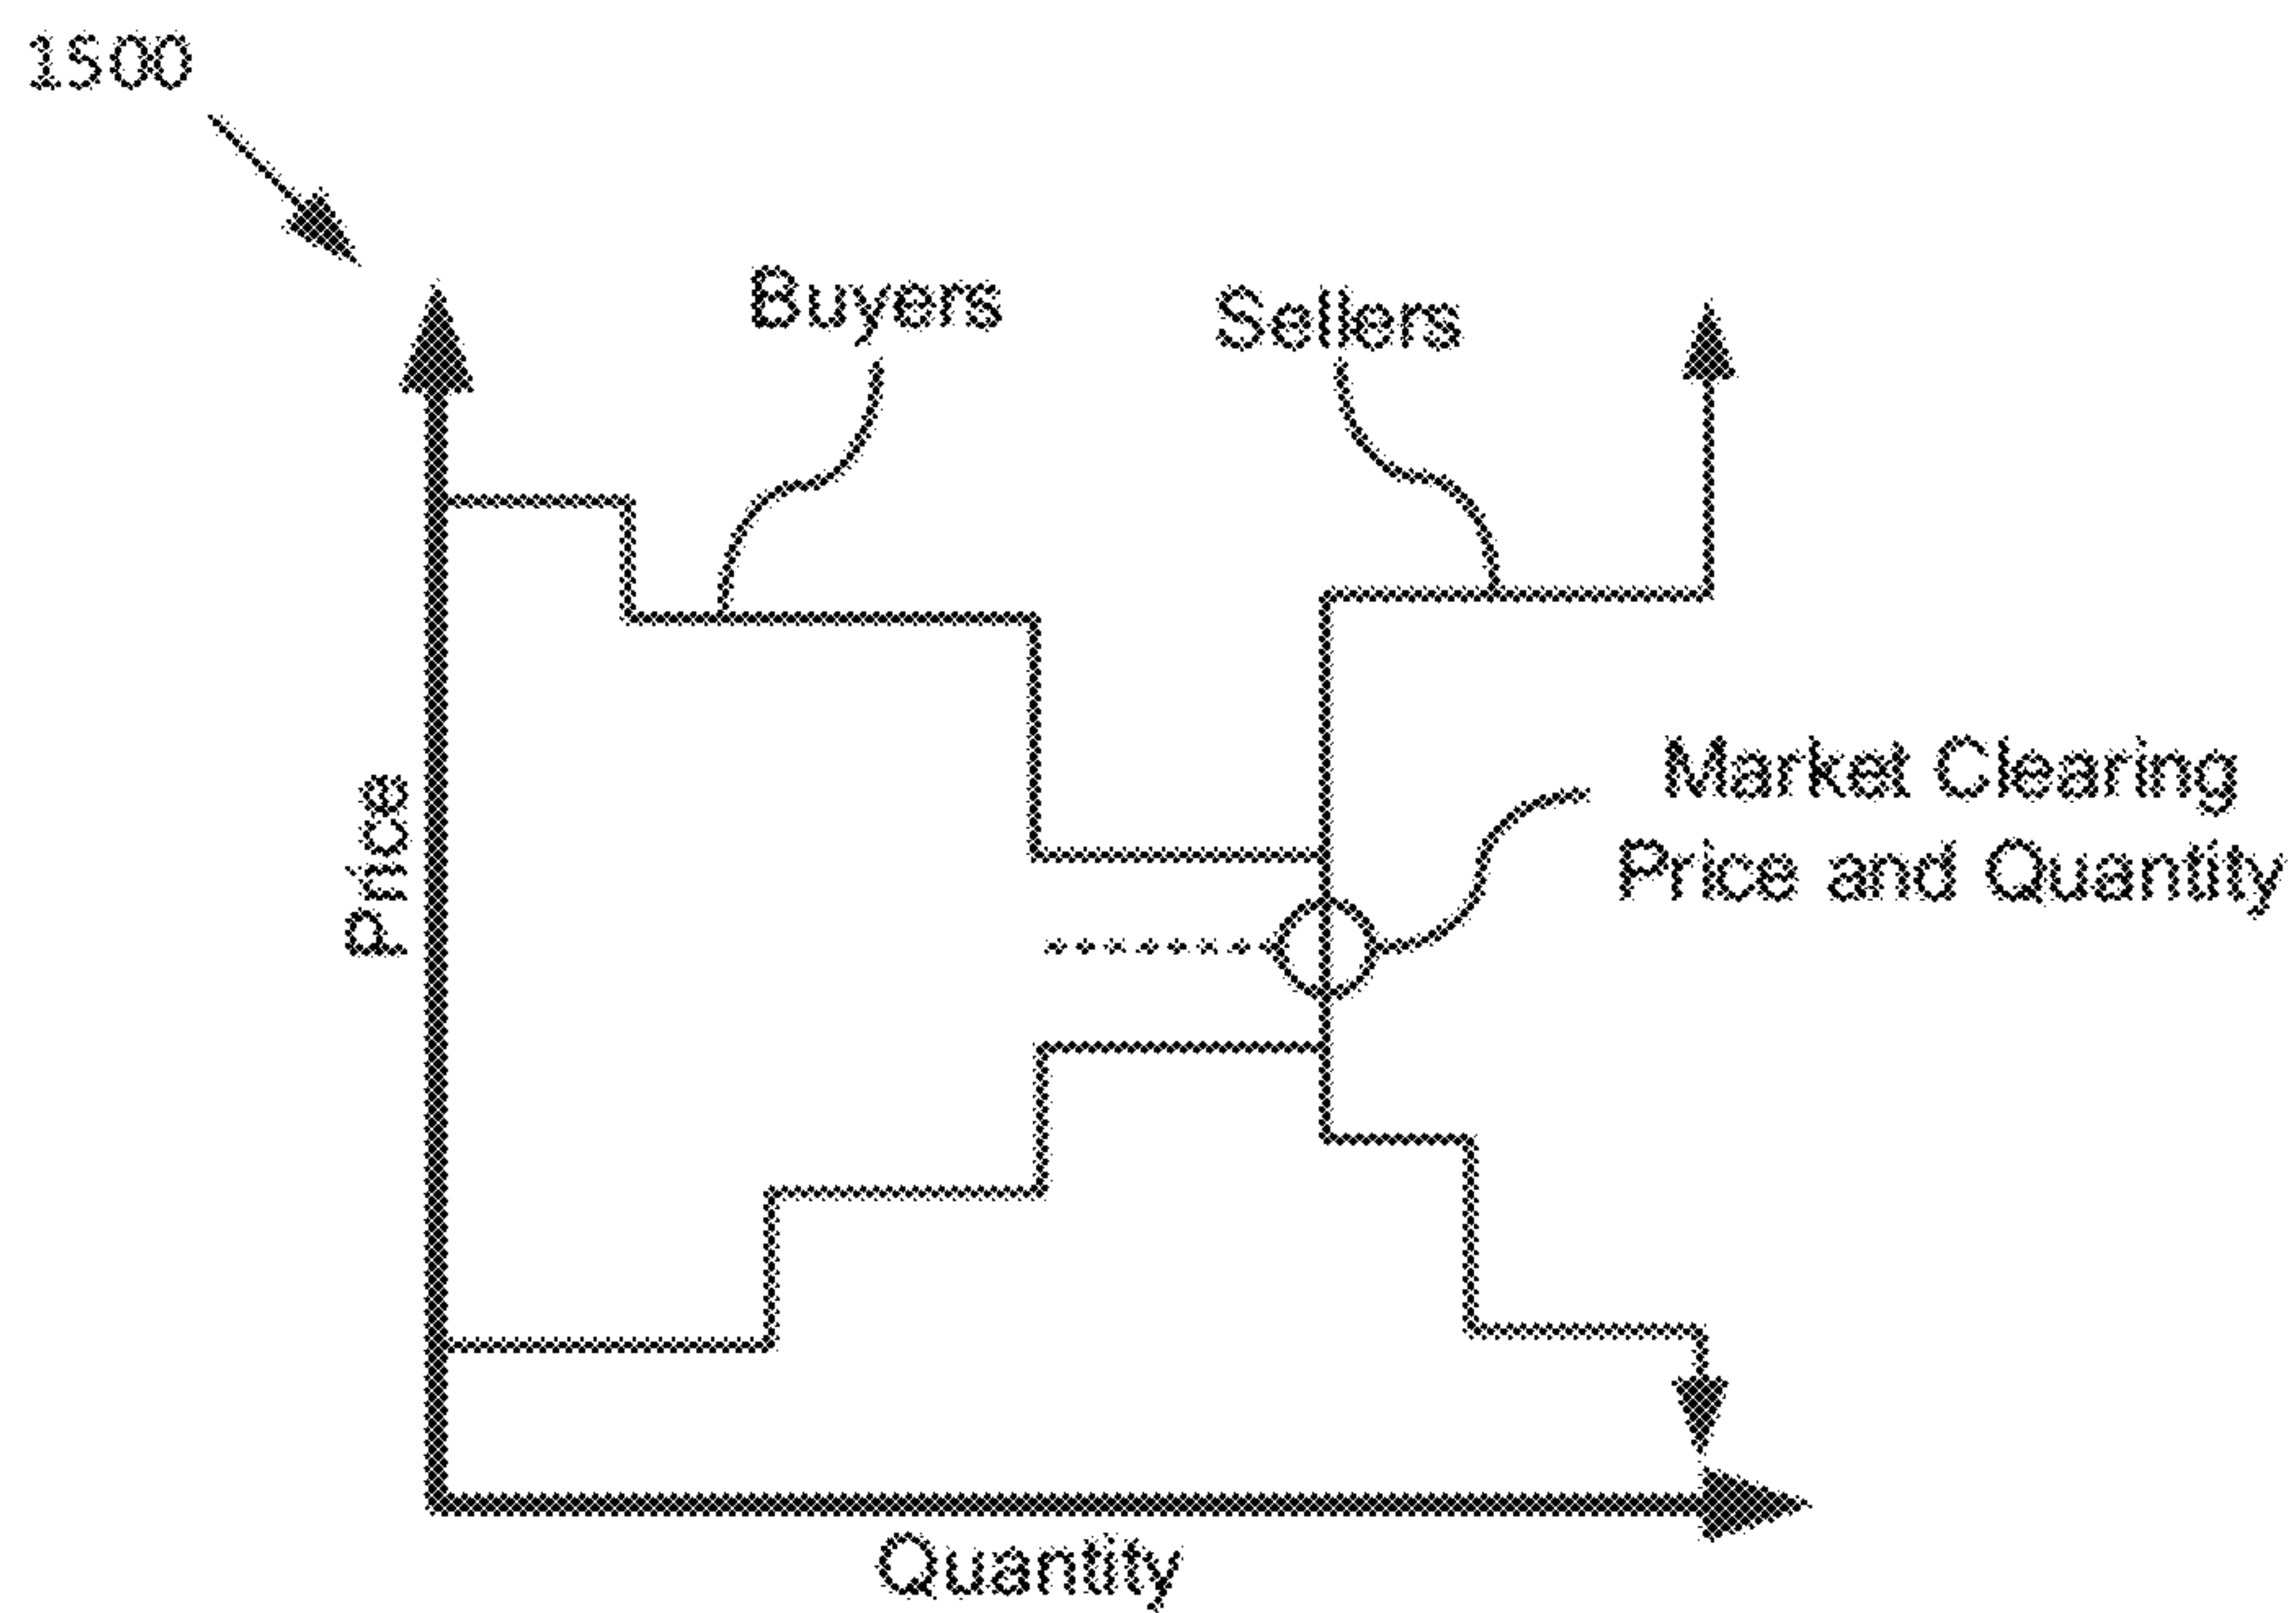 1500
Buyers
Sellers
Price
Market Clearing
Price and Quantity
Quantity